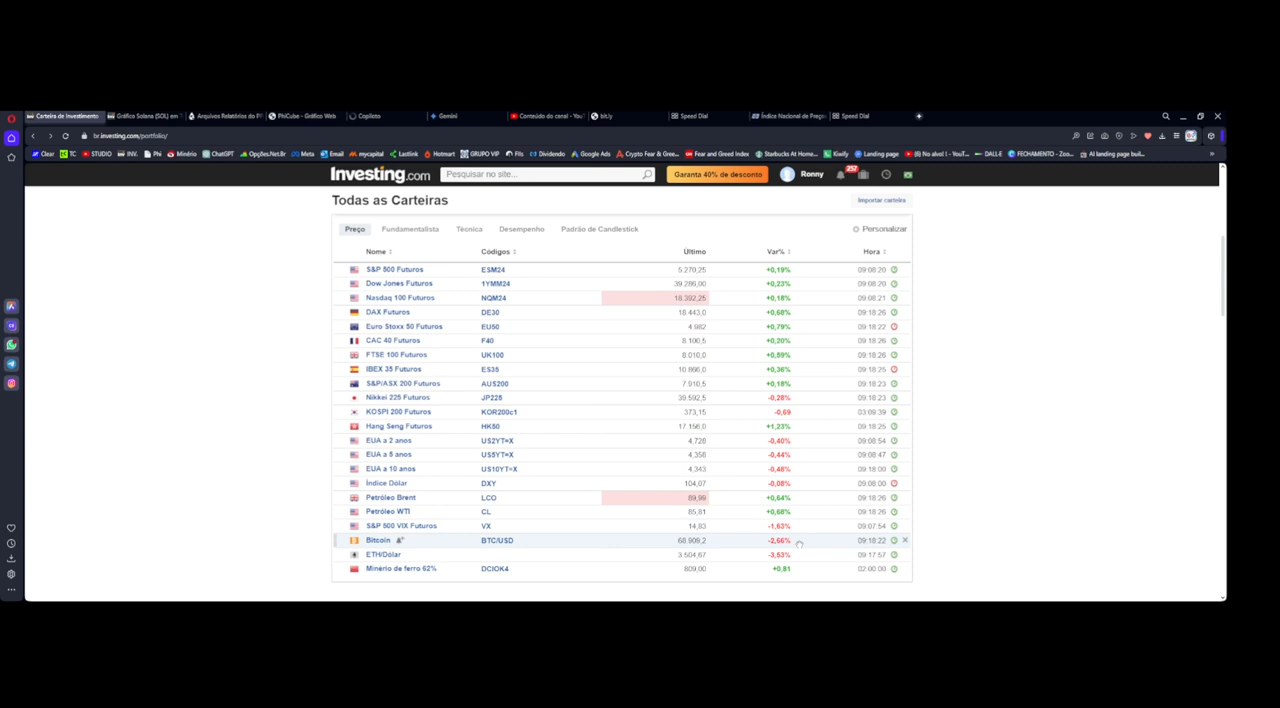 Carteira de Investimento Gráfico Solana (SOL) em Arquivos Relatórios do PhiCube - Gráfico Web Copiloto Gemini Conteúdo do canal - You bit.ly Speed Dial Índice Nacional de Preços Speed Dial
br.investing.com/portfolio/
Clear TC STUDIO INV. Phi Minério ChatGPT Opções.Net.Br Meta Email mycapital Lastlink Hotmart GRUPO VIP FIIs Dividendo Google Ads Crypto Fear & Gree... Fear and Greed Index Starbucks At Home... Kiwify Landing page (6) No alvo! - YouT... DALL·E FECHAMENTO - Zoo... AI landing page buil...
Investing.com Pesquisar no site... Garanta 40% de desconto Ronny 257
Todas as Carteiras Importar carteira
Preço Fundamentalista Técnica Desempenho Padrão de Candlestick Personalizar
Nome Códigos Último Var% Hora
S&P 500 Futuros ESM24 5.270,25 +0,19% 09:08:20
Dow Jones Futuros 1YMM24 39.286,00 +0,23% 09:08:20
Nasdaq 100 Futuros NQM24 18.392,25 +0,18% 09:08:21
DAX Futuros DE30 18.443,0 +0,68% 09:18:26
Euro Stoxx 50 Futuros EU50 4.982 +0,79% 09:18:22
CAC 40 Futuros F40 8.100,5 +0,20% 09:18:26
FTSE 100 Futuros UK100 8.010,0 +0,59% 09:18:26
IBEX 35 Futuros ES35 10.866,0 +0,36% 09:18:25
S&P/ASX 200 Futuros AUS200 7.910,5 +0,18% 09:18:23
Nikkei 225 Futuros JP225 39.592,5 -0,28% 09:18:23
KOSPI 200 Futuros KOR200c1 373,15 -0,69 03:09:39
Hang Seng Futuros HK50 17.156,0 +1,23% 09:18:25
EUA a 2 anos US2YT=X 4,728 -0,40% 09:08:54
EUA a 5 anos US5YT=X 4,358 -0,44% 09:08:47
EUA a 10 anos US10YT=X 4,343 -0,48% 09:18:00
Índice Dólar DXY 104,07 -0,08% 09:08:00
Petróleo Brent LCO 89,99 +0,64% 09:18:26
Petróleo WTI CL 85,81 +0,68% 09:18:26
S&P 500 VIX Futuros VX 14,83 -1,63% 09:07:54
Bitcoin BTC/USD 68.909,2 -2,66% 09:18:22
ETH/Dólar 3.504,67 -3,53% 09:17:57
Minério de ferro 62% DCIOK4 809,00 +0,81 02:00:00